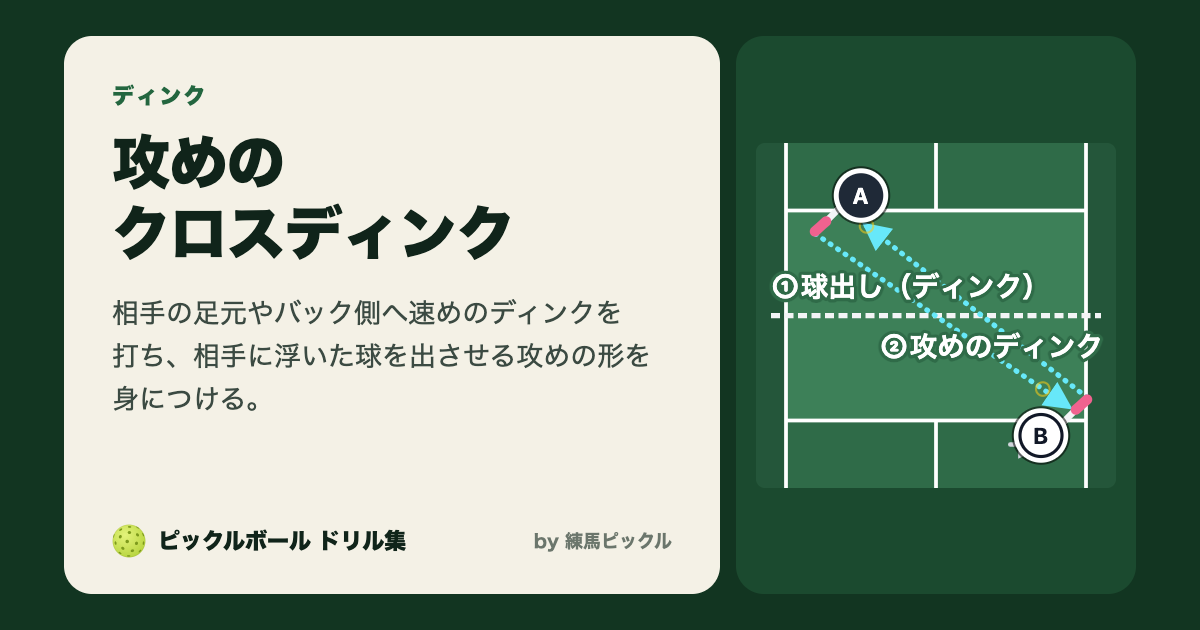 ディンク
攻めの
クロスディンク
相手の足元やバック側へ速めのディンクを
打ち、相手に浮いた球を出させる攻めの形を
身につける。
ピックルボール ドリル集
by 練馬ピックル
A
①球出し（ディンク）
②攻めのディンク
B